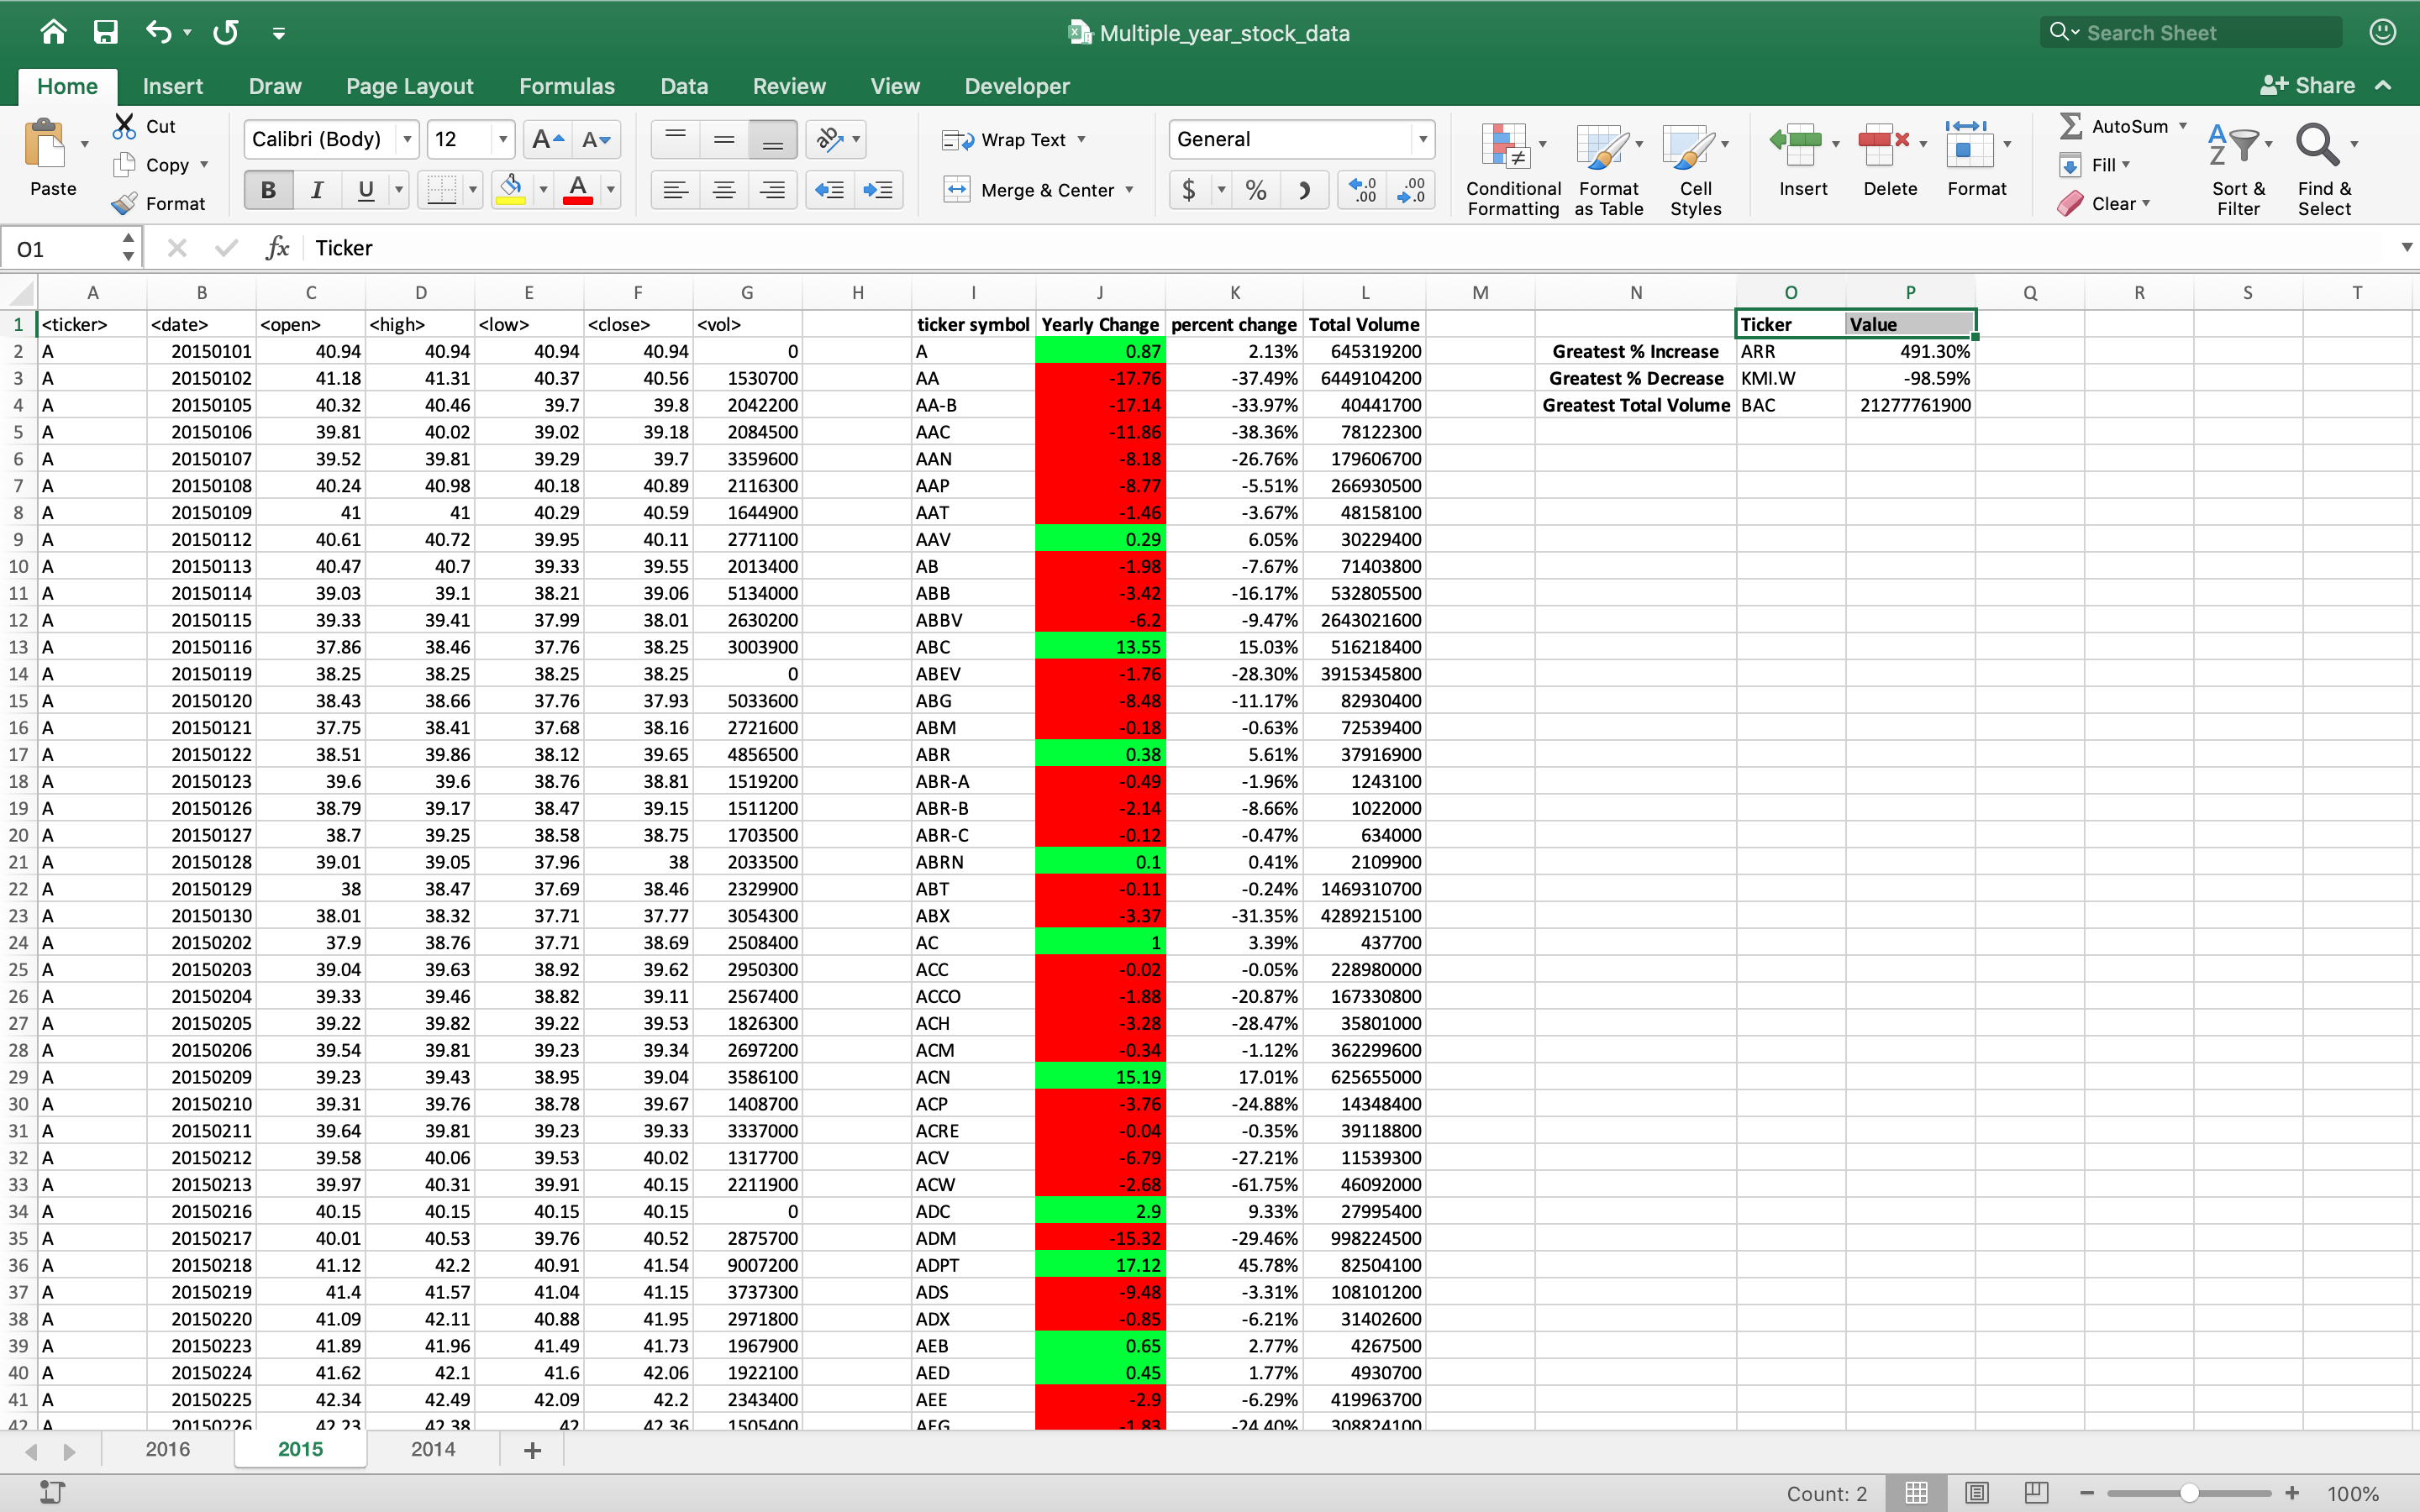 Multiple_year_stock_data
Search Sheet
Home Insert Draw Page Layout Formulas Data Review View Developer Share
Paste Cut Copy Format
Calibri (Body) 12 A A
B I U A
Wrap Text
Merge & Center
General
$ % ) .0 .00 .00 .0
Conditional Formatting Format as Table Cell Styles
Insert Delete Format
AutoSum Fill Clear
Sort & Filter Find & Select
O1 fx Ticker
A B C D E F G H I J K L M N O P Q R S T
1 <ticker> <date> <open> <high> <low> <close> <vol> ticker symbol Yearly Change percent change Total Volume Ticker Value
2 A 20150101 40.94 40.94 40.94 40.94 0 A 0.87 2.13% 645319200 Greatest % Increase ARR 491.30%
3 A 20150102 41.18 41.31 40.37 40.56 1530700 AA -17.76 -37.49% 6449104200 Greatest % Decrease KMI.W -98.59%
4 A 20150105 40.32 40.46 39.7 39.8 2042200 AA-B -17.14 -33.97% 40441700 Greatest Total Volume BAC 21277761900
5 A 20150106 39.81 40.02 39.02 39.18 2084500 AAC -11.86 -38.36% 78122300
6 A 20150107 39.52 39.81 39.29 39.7 3359600 AAN -8.18 -26.76% 179606700
7 A 20150108 40.24 40.98 40.18 40.89 2116300 AAP -8.77 -5.51% 266930500
8 A 20150109 41 41 40.29 40.59 1644900 AAT -1.46 -3.67% 48158100
9 A 20150112 40.61 40.72 39.95 40.11 2771100 AAV 0.29 6.05% 30229400
10 A 20150113 40.47 40.7 39.33 39.55 2013400 AB -1.98 -7.67% 71403800
11 A 20150114 39.03 39.1 38.21 39.06 5134000 ABB -3.42 -16.17% 532805500
12 A 20150115 39.33 39.41 37.99 38.01 2630200 ABBV -6.2 -9.47% 2643021600
13 A 20150116 37.86 38.46 37.76 38.25 3003900 ABC 13.55 15.03% 516218400
14 A 20150119 38.25 38.25 38.25 38.25 0 ABEV -1.76 -28.30% 3915345800
15 A 20150120 38.43 38.66 37.76 37.93 5033600 ABG -8.48 -11.17% 82930400
16 A 20150121 37.75 38.41 37.68 38.16 2721600 ABM -0.18 -0.63% 72539400
17 A 20150122 38.51 39.86 38.12 39.65 4856500 ABR 0.38 5.61% 37916900
18 A 20150123 39.6 39.6 38.76 38.81 1519200 ABR-A -0.49 -1.96% 1243100
19 A 20150126 38.79 39.17 38.47 39.15 1511200 ABR-B -2.14 -8.66% 1022000
20 A 20150127 38.7 39.25 38.58 38.75 1703500 ABR-C -0.12 -0.47% 634000
21 A 20150128 39.01 39.05 37.96 38 2033500 ABRN 0.1 0.41% 2109900
22 A 20150129 38 38.47 37.69 38.46 2329900 ABT -0.11 -0.24% 1469310700
23 A 20150130 38.01 38.32 37.71 37.77 3054300 ABX -3.37 -31.35% 4289215100
24 A 20150202 37.9 38.76 37.71 38.69 2508400 AC 1 3.39% 437700
25 A 20150203 39.04 39.63 38.92 39.62 2950300 ACC -0.02 -0.05% 228980000
26 A 20150204 39.33 39.46 38.82 39.11 2567400 ACCO -1.88 -20.87% 167330800
27 A 20150205 39.22 39.82 39.22 39.53 1826300 ACH -3.28 -28.47% 35801000
28 A 20150206 39.54 39.81 39.23 39.34 2697200 ACM -0.34 -1.12% 362299600
29 A 20150209 39.23 39.43 38.95 39.04 3586100 ACN 15.19 17.01% 625655000
30 A 20150210 39.31 39.76 38.78 39.67 1408700 ACP -3.76 -24.88% 14348400
31 A 20150211 39.64 39.81 39.23 39.33 3337000 ACRE -0.04 -0.35% 39118800
32 A 20150212 39.58 40.06 39.53 40.02 1317700 ACV -6.79 -27.21% 11539300
33 A 20150213 39.97 40.31 39.91 40.15 2211900 ACW -2.68 -61.75% 46092000
34 A 20150216 40.15 40.15 40.15 40.15 0 ADC 2.9 9.33% 27995400
35 A 20150217 40.01 40.53 39.76 40.52 2875700 ADM -15.32 -29.46% 998224500
36 A 20150218 41.12 42.2 40.91 41.54 9007200 ADPT 17.12 45.78% 82504100
37 A 20150219 41.4 41.57 41.04 41.15 3737300 ADS -9.48 -3.31% 108101200
38 A 20150220 41.09 42.11 40.88 41.95 2971800 ADX -0.85 -6.21% 31402600
39 A 20150223 41.89 41.96 41.49 41.73 1967900 AEB 0.65 2.77% 4267500
40 A 20150224 41.62 42.1 41.6 42.06 1922100 AED 0.45 1.77% 4930700
41 A 20150225 42.34 42.49 42.09 42.2 2343400 AEE -2.9 -6.29% 419963700
42 A 20150226 42.23 42.38 42 42.36 1505400 AEG -1.83 -24.40% 308824100
2016 2015 2014 +
Count: 2 100%